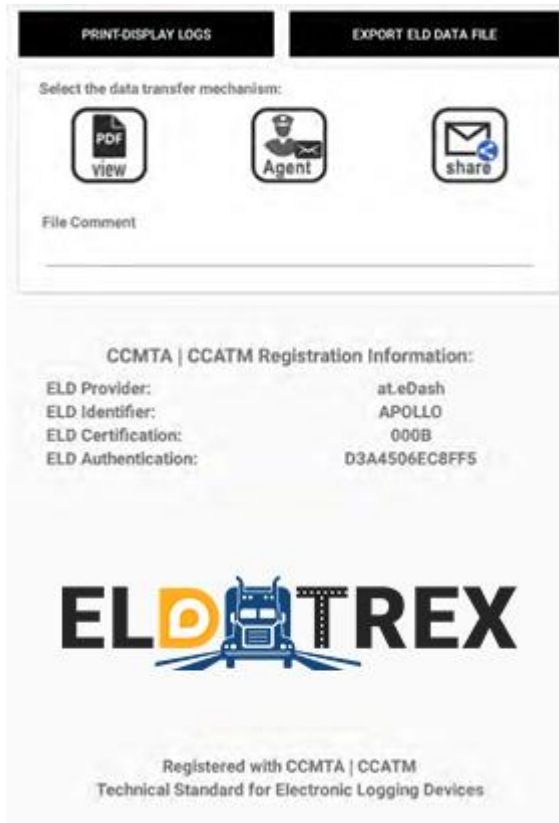 PRINT-DISPLAY LOGS EXPORT ELD DATA FILE
Select the data transfer mechanism:
PDF
view
Agent
share
File Comment
CCMTA | CCATM Registration Information:
ELD Provider: at.eDash
ELD Identifier: APOLLO
ELD Certification: 000B
ELD Authentication: D3A4506EC8FF5
ELD TREX
Registered with CCMTA | CCATM
Technical Standard for Electronic Logging Devices